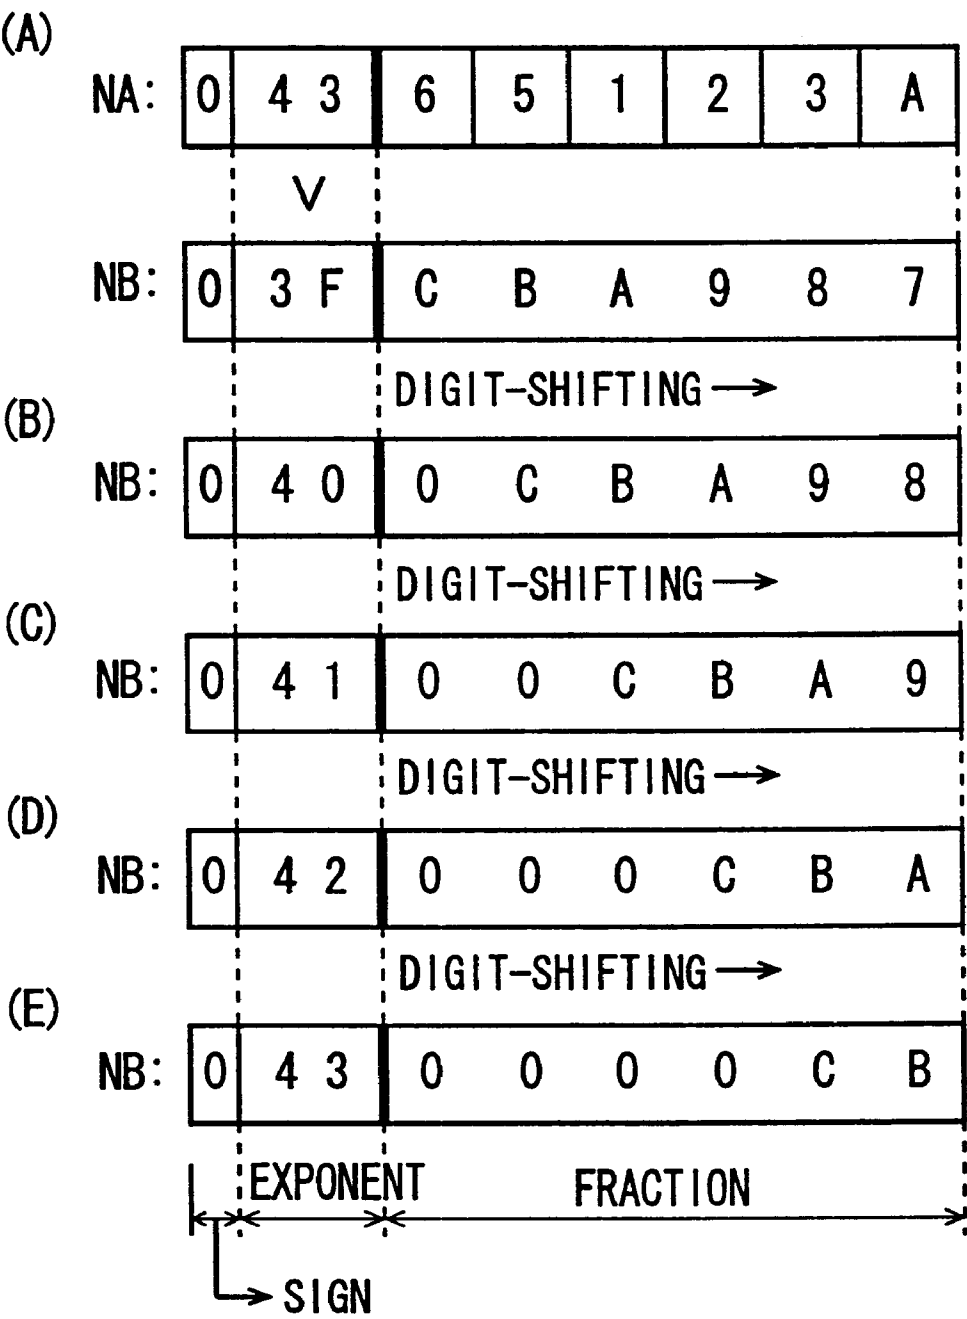 (A)
NA: 0 4 3 6 5 1 2 3 A
V
NB: 0 3 F C B A 9 8 7
DIGIT-SHIFTING →
(B)
NB: 0 4 0 0 C B A 9 8
DIGIT-SHIFTING →
(C)
NB: 0 4 1 0 0 C B A 9
DIGIT-SHIFTING →
(D)
NB: 0 4 2 0 0 0 C B A
DIGIT-SHIFTING →
(E)
NB: 0 4 3 0 0 0 0 C B
EXPONENT FRACTION
SIGN